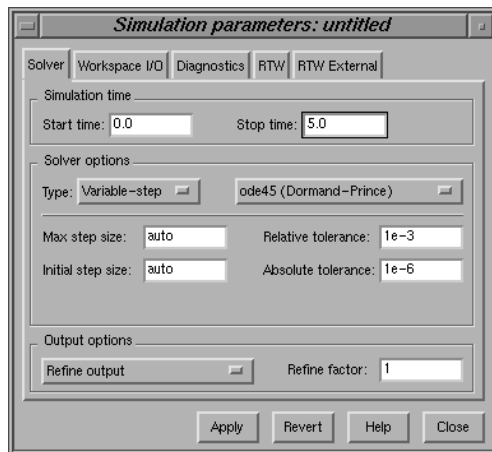 Simulation parameters: untitled
Solver Workspace I/O Diagnostics RTW RTW External
Simulation time
Start time: 0.0 Stop time: 5.0
Solver options
Type: Variable-step ode45 (Dormand-Prince)
Max step size: auto Relative tolerance: 1e-3
Initial step size: auto Absolute tolerance: 1e-6
Output options
Refine output Refine factor: 1
Apply Revert Help Close